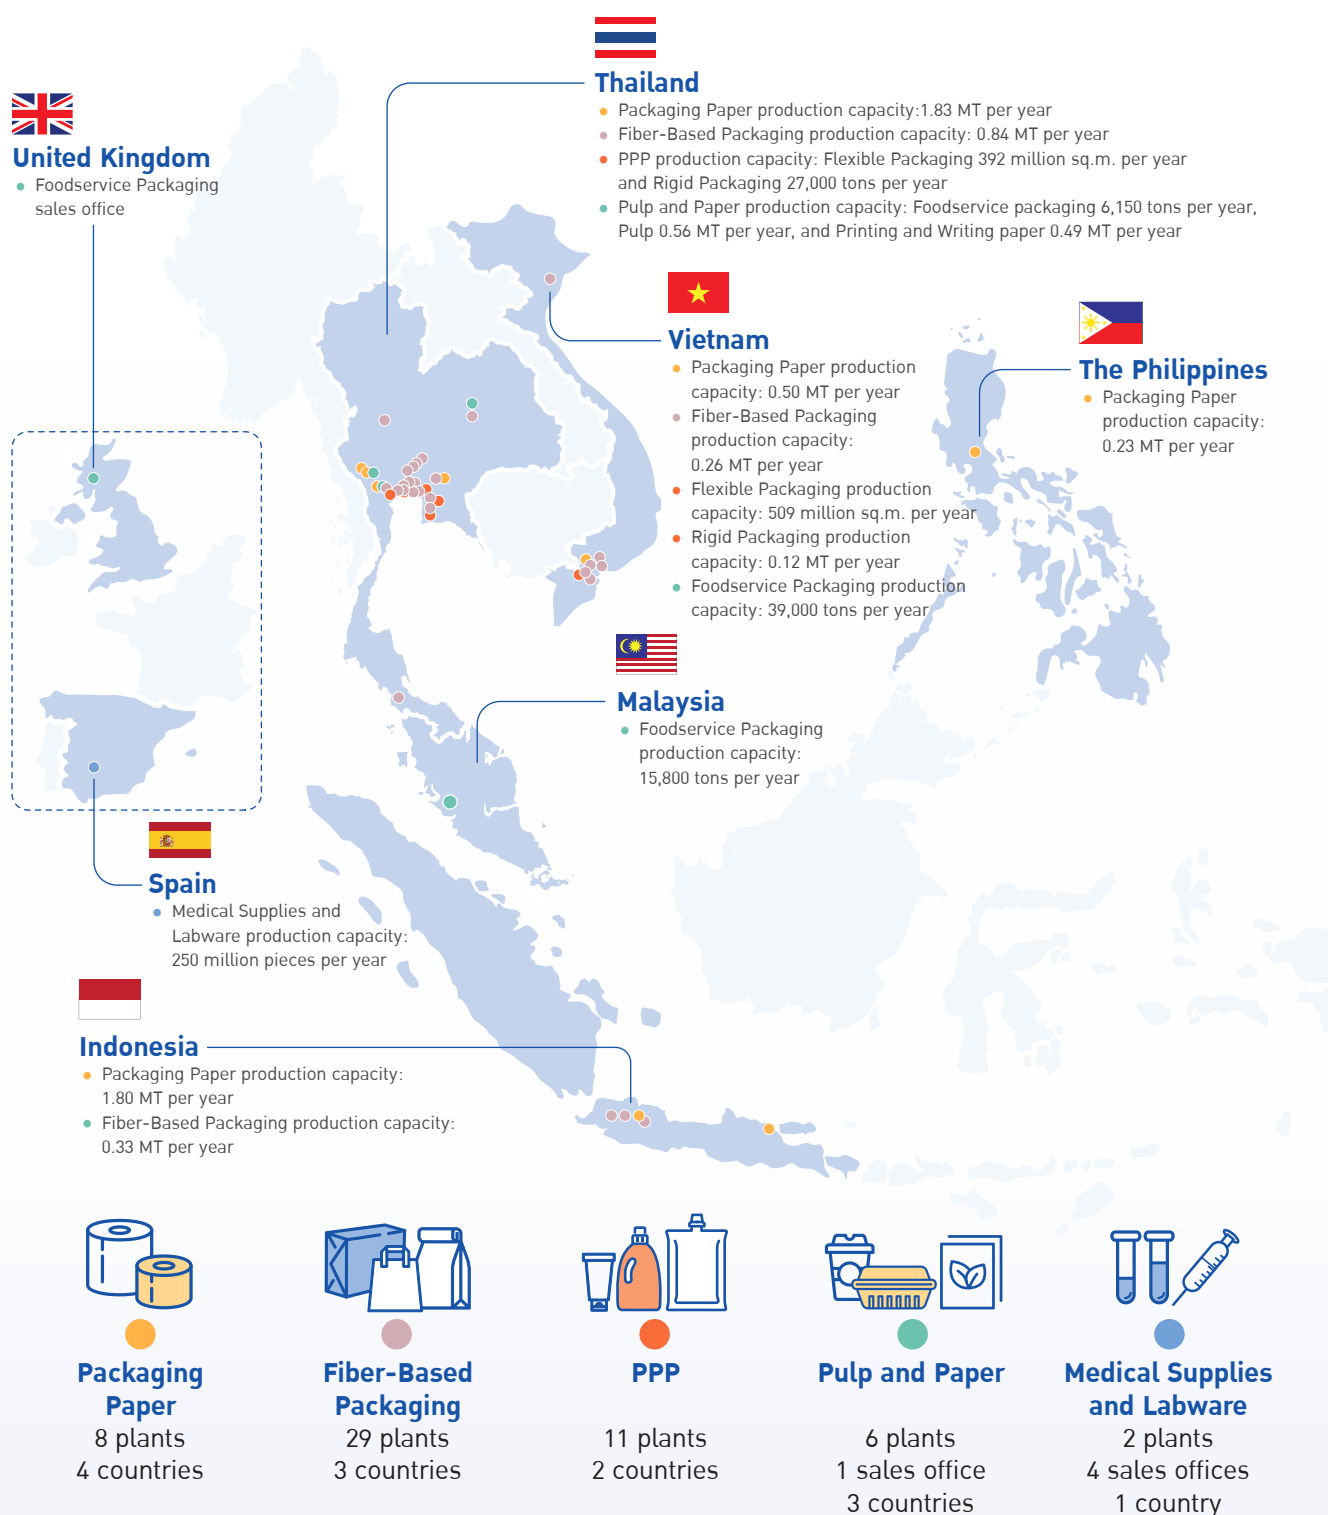 Thailand
Packaging Paper production capacity:1.83 MT per year
Fiber-Based Packaging production capacity: 0.84 MT per year
PPP production capacity: Flexible Packaging 392 million sq.m. per year
and Rigid Packaging 27,000 tons per year
Pulp and Paper production capacity: Foodservice packaging 6,150 tons per year,
Pulp 0.56 MT per year, and Printing and Writing paper 0.49 MT per year
United Kingdom
Foodservice Packaging
sales office
Vietnam
Packaging Paper production
capacity: 0.50 MT per year
Fiber-Based Packaging
production capacity:
0.26 MT per year
Flexible Packaging production
capacity: 509 million sq.m. per year
Rigid Packaging production
capacity: 0.12 MT per year
Foodservice Packaging production
capacity: 39,000 tons per year
The Philippines
Packaging Paper
production capacity:
0.23 MT per year
Malaysia
Foodservice Packaging
production capacity:
15,800 tons per year
Spain
Medical Supplies and
Labware production capacity:
250 million pieces per year
Indonesia
Packaging Paper production capacity:
1.80 MT per year
Fiber-Based Packaging production capacity:
0.33 MT per year
Packaging
Paper
8 plants
4 countries
Fiber-Based
Packaging
29 plants
3 countries
PPP
11 plants
2 countries
Pulp and Paper
6 plants
1 sales office
3 countries
Medical Supplies
and Labware
2 plants
4 sales offices
1 country